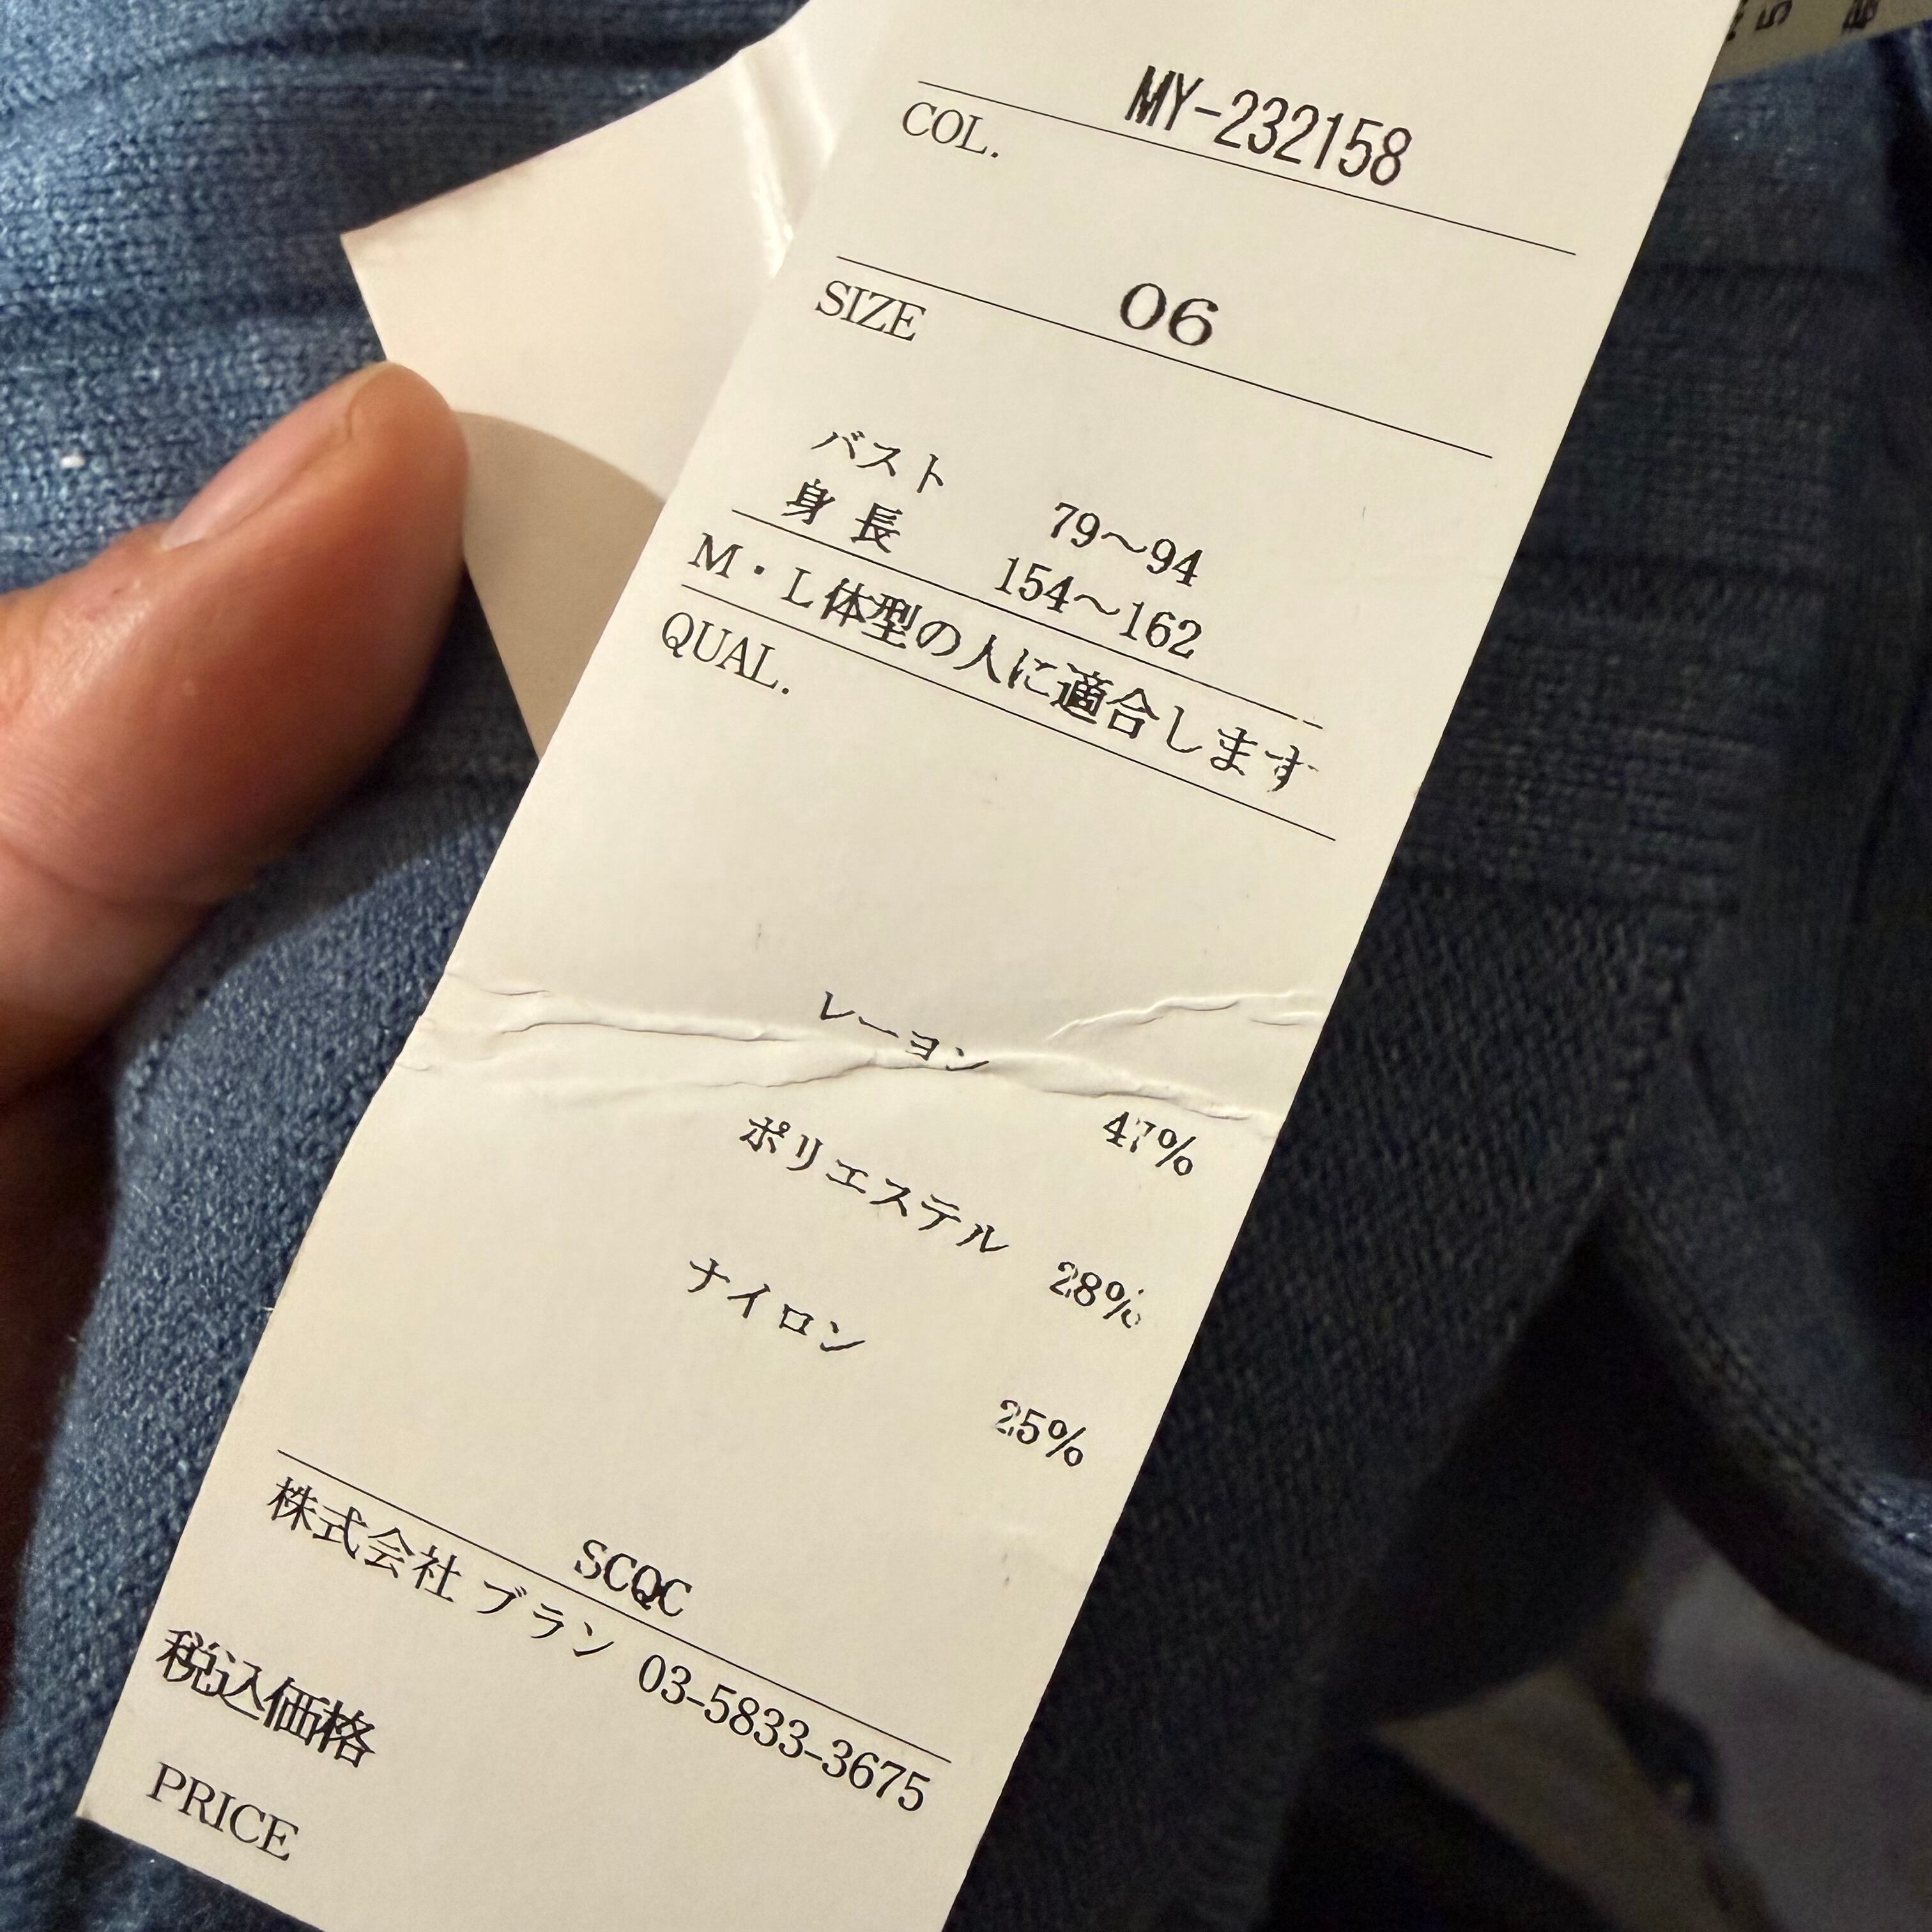 MY-232158
COL.
06
SIZE
バスト 79～94
身長 154～162
M・L体型の人に適合します
QUAL.
レーヨン 47%
ポリエステル 28%
ナイロン 25%
SCQC
株式会社 ブラン 03-5833-3675
税込価格
PRICE